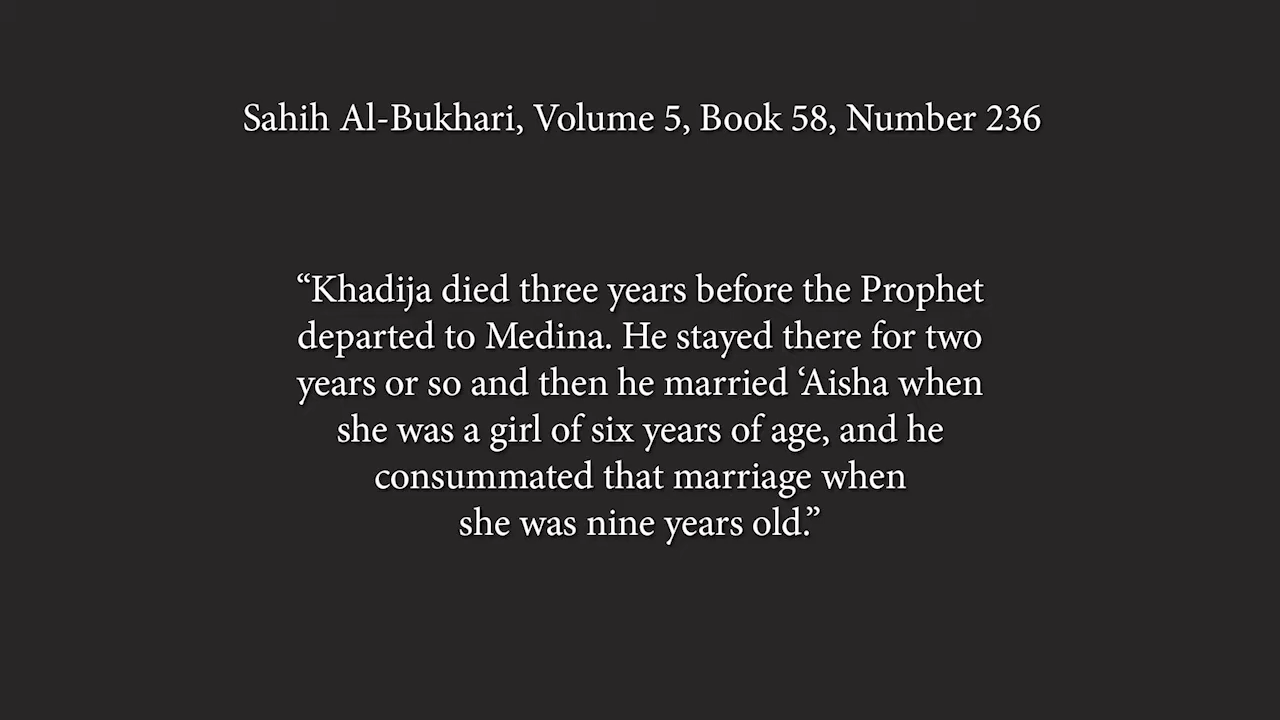 Sahih Al-Bukhari, Volume 5, Book 58, Number 236
“Khadija died three years before the Prophet
departed to Medina. He stayed there for two
years or so and then he married ‘Aisha when
she was a girl of six years of age, and he
consummated that marriage when
she was nine years old.”